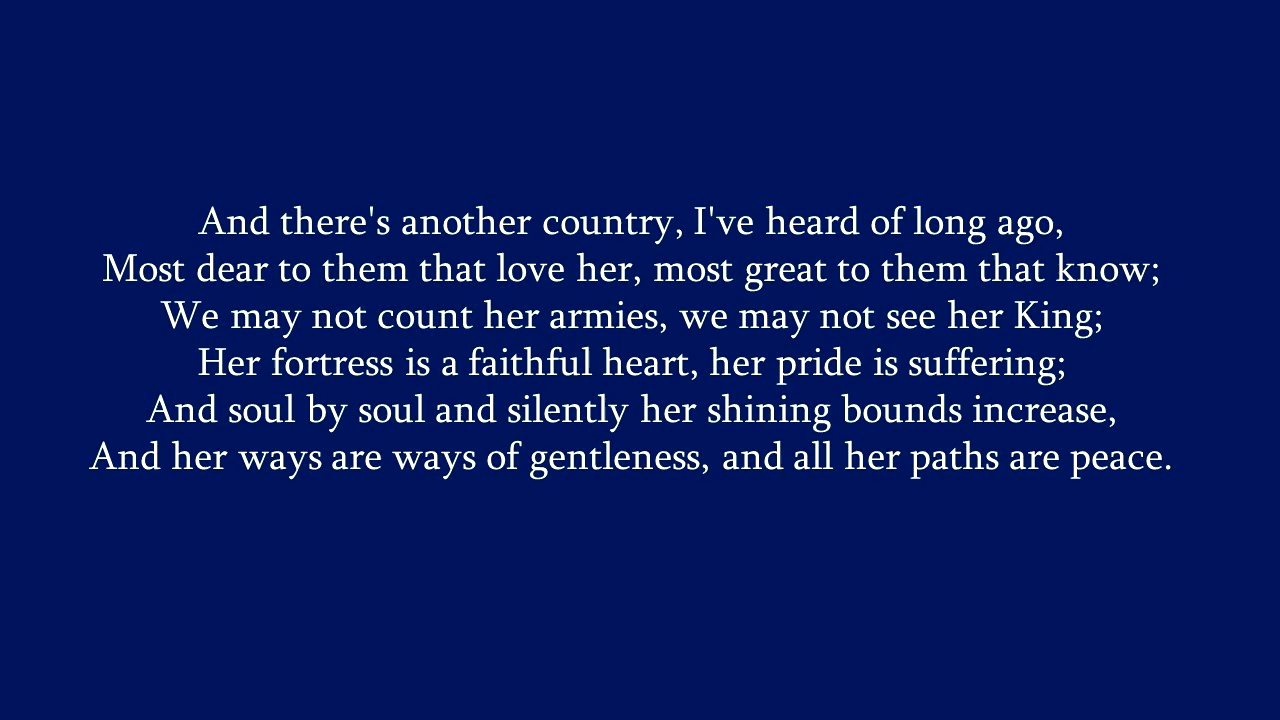 And there's another country, I've heard of long ago,
Most dear to them that love her, most great to them that know;
We may not count her armies, we may not see her King;
Her fortress is a faithful heart, her pride is suffering;
And soul by soul and silently her shining bounds increase,
And her ways are ways of gentleness, and all her paths are peace.